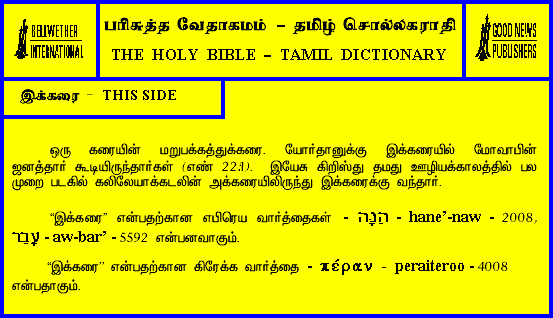 BELLWETHER
INTERNATIONAL
பரிசுத்த வேதாகமம் – தமிழ் சொல்லகராதி
THE HOLY BIBLE – TAMIL DICTIONARY
GOOD NEWS
PUBLISHERS
இக்கரை – THIS SIDE
ஒரு கரையின் மறுபக்கத்துக்கரை. யோர்தானுக்கு இக்கரையில் மோவாபின்
ஜனத்தார் கூடியிருந்தார்கள் (எண் 22:1). இயேசு கிறிஸ்து தமது ஊழியக்காலத்தில் பல
முறை படகில் கலிலேயாக்கடலின் அக்கரையிலிருந்து இக்கரைக்கு வந்தார்.
“இக்கரை” என்பதற்கான எபிரெய வார்த்தைகள் - הֵנָּה - hane’-naw - 2008,
עָבַר - aw-bar’ - 5592 என்பனவாகும்.
“இக்கரை” என்பதற்கான கிரேக்க வார்த்தை - πέραν - peraiteroo - 4008
என்பதாகும்.